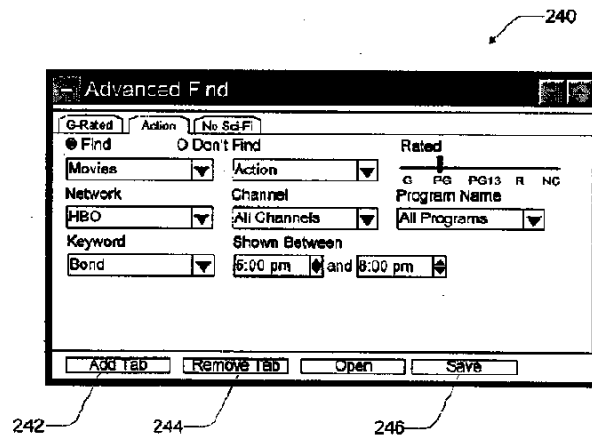 240
Advanced Find
G-Rated Action No Sci-Fi
Find Don't Find Rated
Movies Action
G PG PG13 R NC
Network Channel Program Name
HBO All Channels All Programs
Keyword Shown Between
Bond 5:00 pm and 8:00 pm
Add Tab Remove Tab Open Save
242 244 246